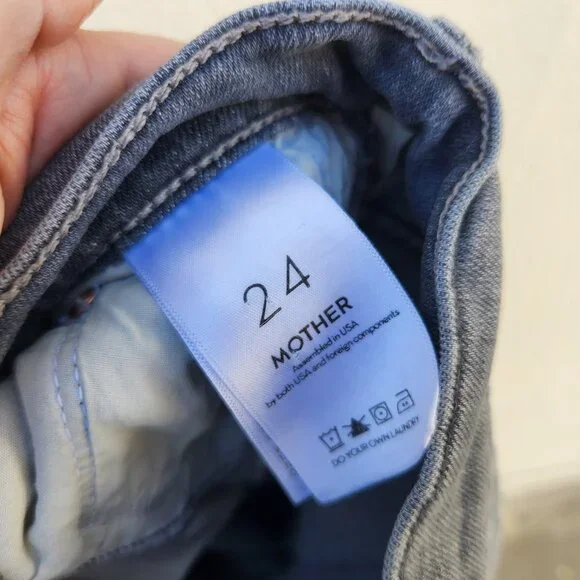 24
MOTHER
Assembled in USA
by both USA and foreign components
DO YOUR OWN LAUNDRY